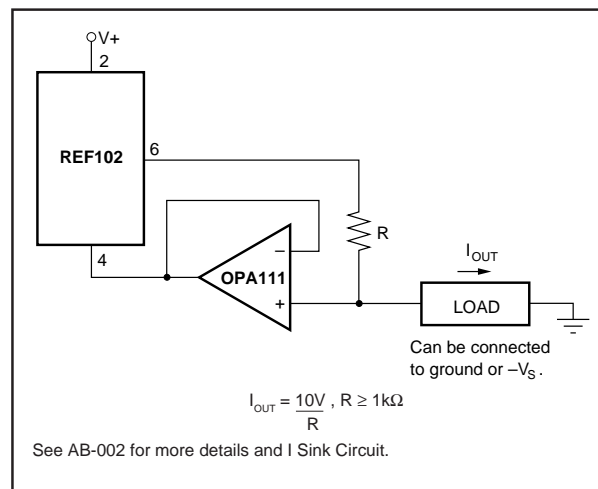 V+
2
REF102
6
4
–
OPA111
+
R
I_OUT
LOAD
Can be connected
to ground or –V_S.
I_OUT = 10V/R , R ≥ 1kΩ
See AB-002 for more details and I Sink Circuit.